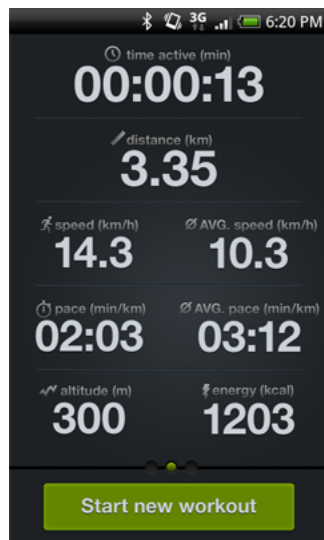 3G 6:20 PM
time active (min)
00:00:13
distance (km)
3.35
speed (km/h) Ø AVG. speed (km/h)
14.3 10.3
pace (min/km) Ø AVG. pace (min/km)
02:03 03:12
altitude (m) energy (kcal)
300 1203
Start new workout